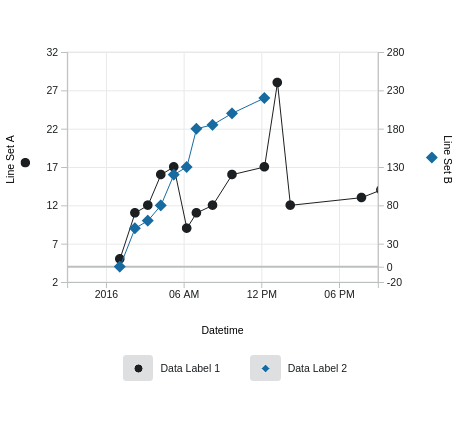 32
27
22
17
12
7
2
280
230
180
130
80
30
0
-20
Line Set A
Line Set B
2016
06 AM
12 PM
06 PM
Datetime
Data Label 1
Data Label 2